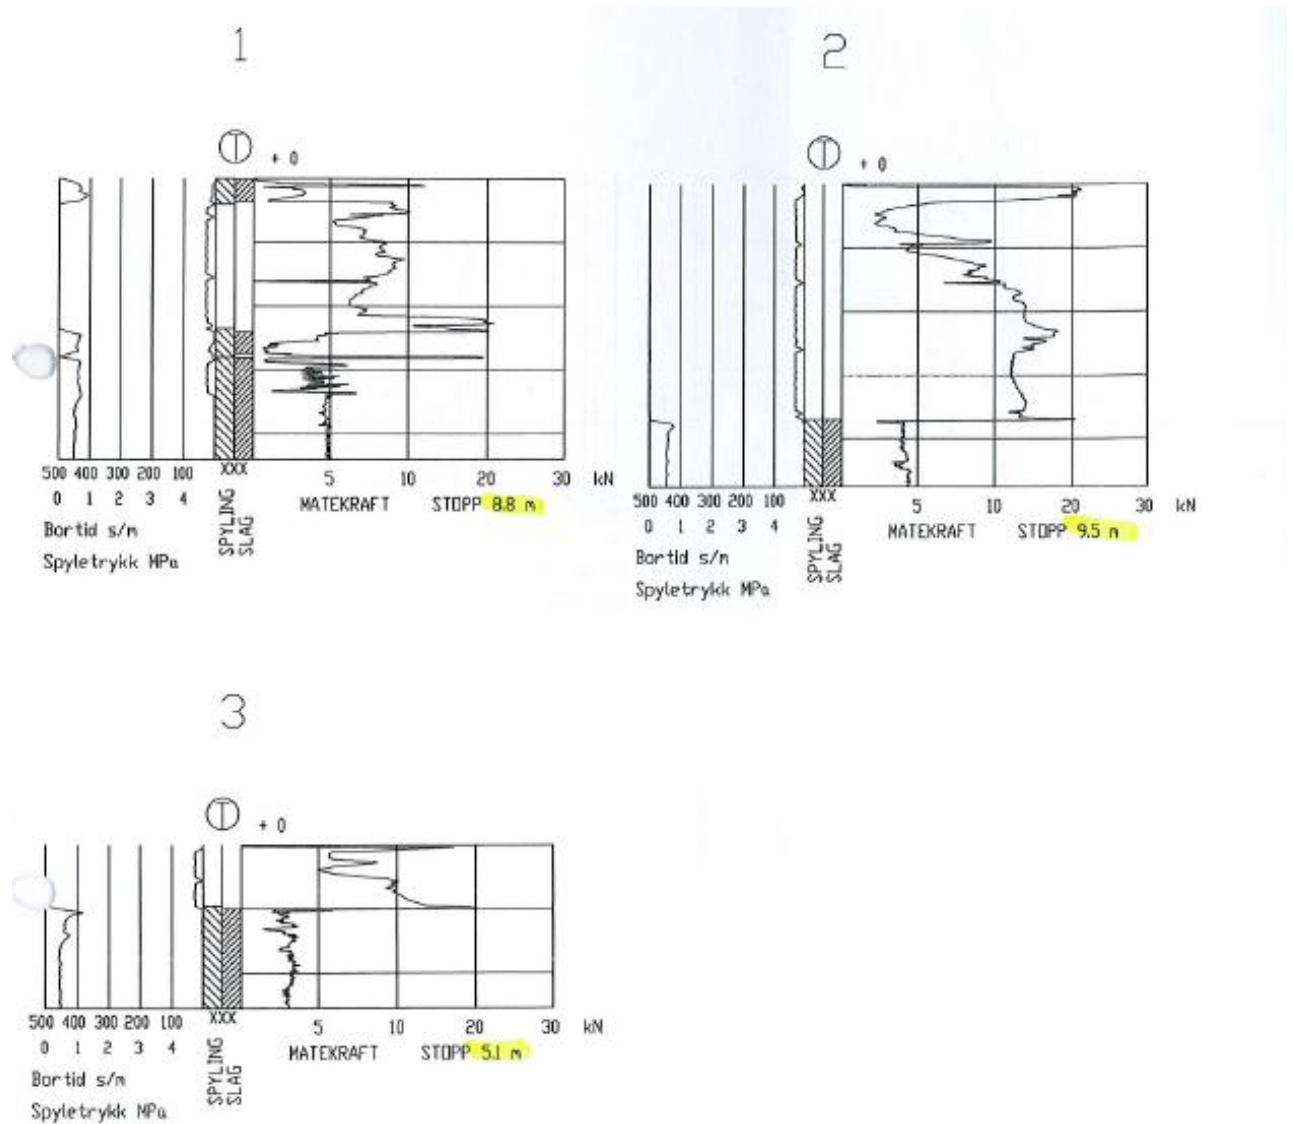 1
+ 0
500 400 300 200 100
0 1 2 3 4
Bortid s/m
Spyletrykk MPa
XXX
SPYLING
SLAG
5 10 20 30 kN
MATEKRAFT STOPP 8.8 m
2
+ 0
500 400 300 200 100
0 1 2 3 4
Bortid s/m
Spyletrykk MPa
XXX
SPYLING
SLAG
5 10 20 30 kN
MATEKRAFT STOPP 9.5 m
3
+ 0
500 400 300 200 100
0 1 2 3 4
Bortid s/m
Spyletrykk MPa
XXX
SPYLING
SLAG
5 10 20 30 kN
MATEKRAFT STOPP 5.1 m